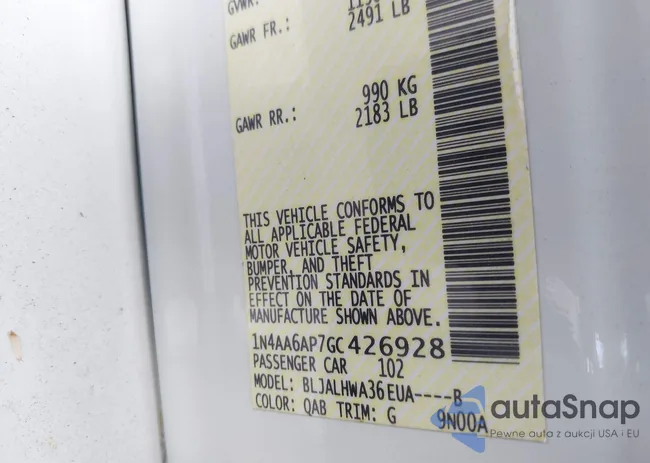 GVWR:
2491 LB
GAWR FR.:
990 KG
GAWR RR.: 2183 LB
THIS VEHICLE CONFORMS TO
ALL APPLICABLE FEDERAL
MOTOR VEHICLE SAFETY,
BUMPER, AND THEFT
PREVENTION STANDARDS IN
EFFECT ON THE DATE OF
MANUFACTURE SHOWN ABOVE.
1N4AA6AP7GC426928
PASSENGER CAR 102
MODEL: BLJALHWA36EUA----B
COLOR: QAB TRIM: G 9N00A
autaSnap
Pewne auta z aukcji USA i EU